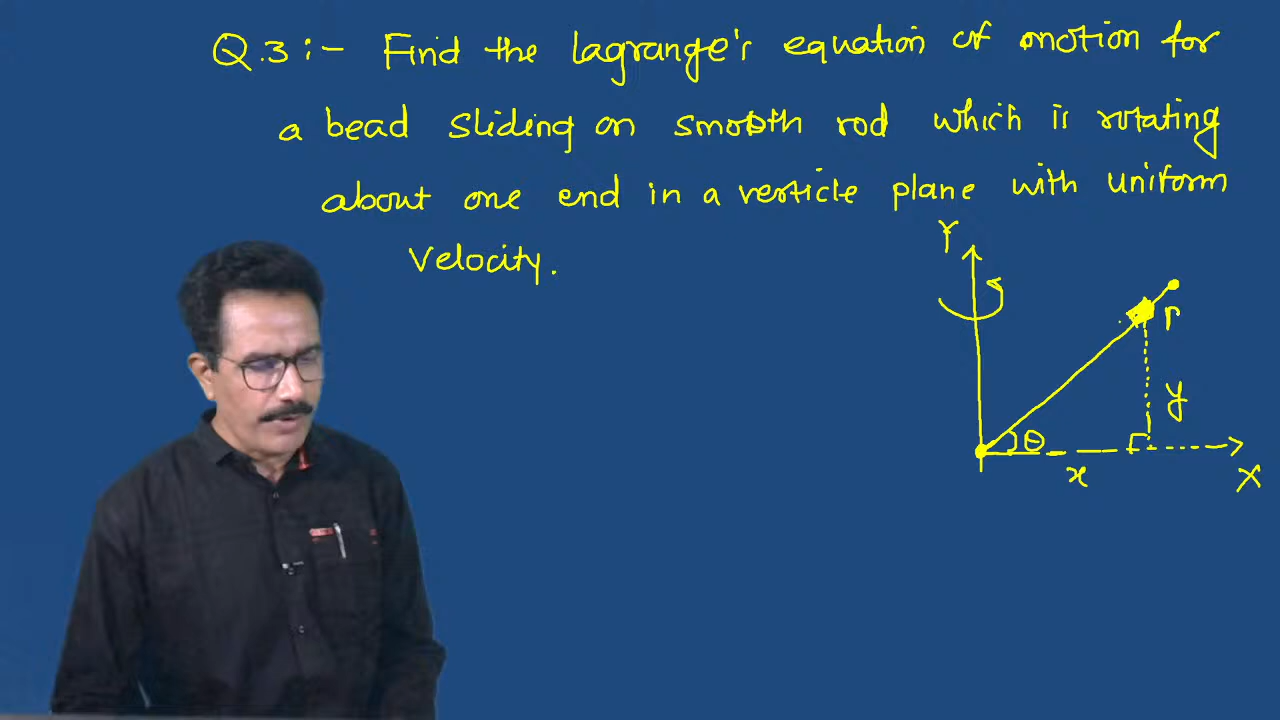 Q.3 :- Find the lagrange's equation of motion for
a bead sliding on smooth rod which is rotating
about one end in a verticle plane with uniform
velocity.
Y
r
y
θ
x
X